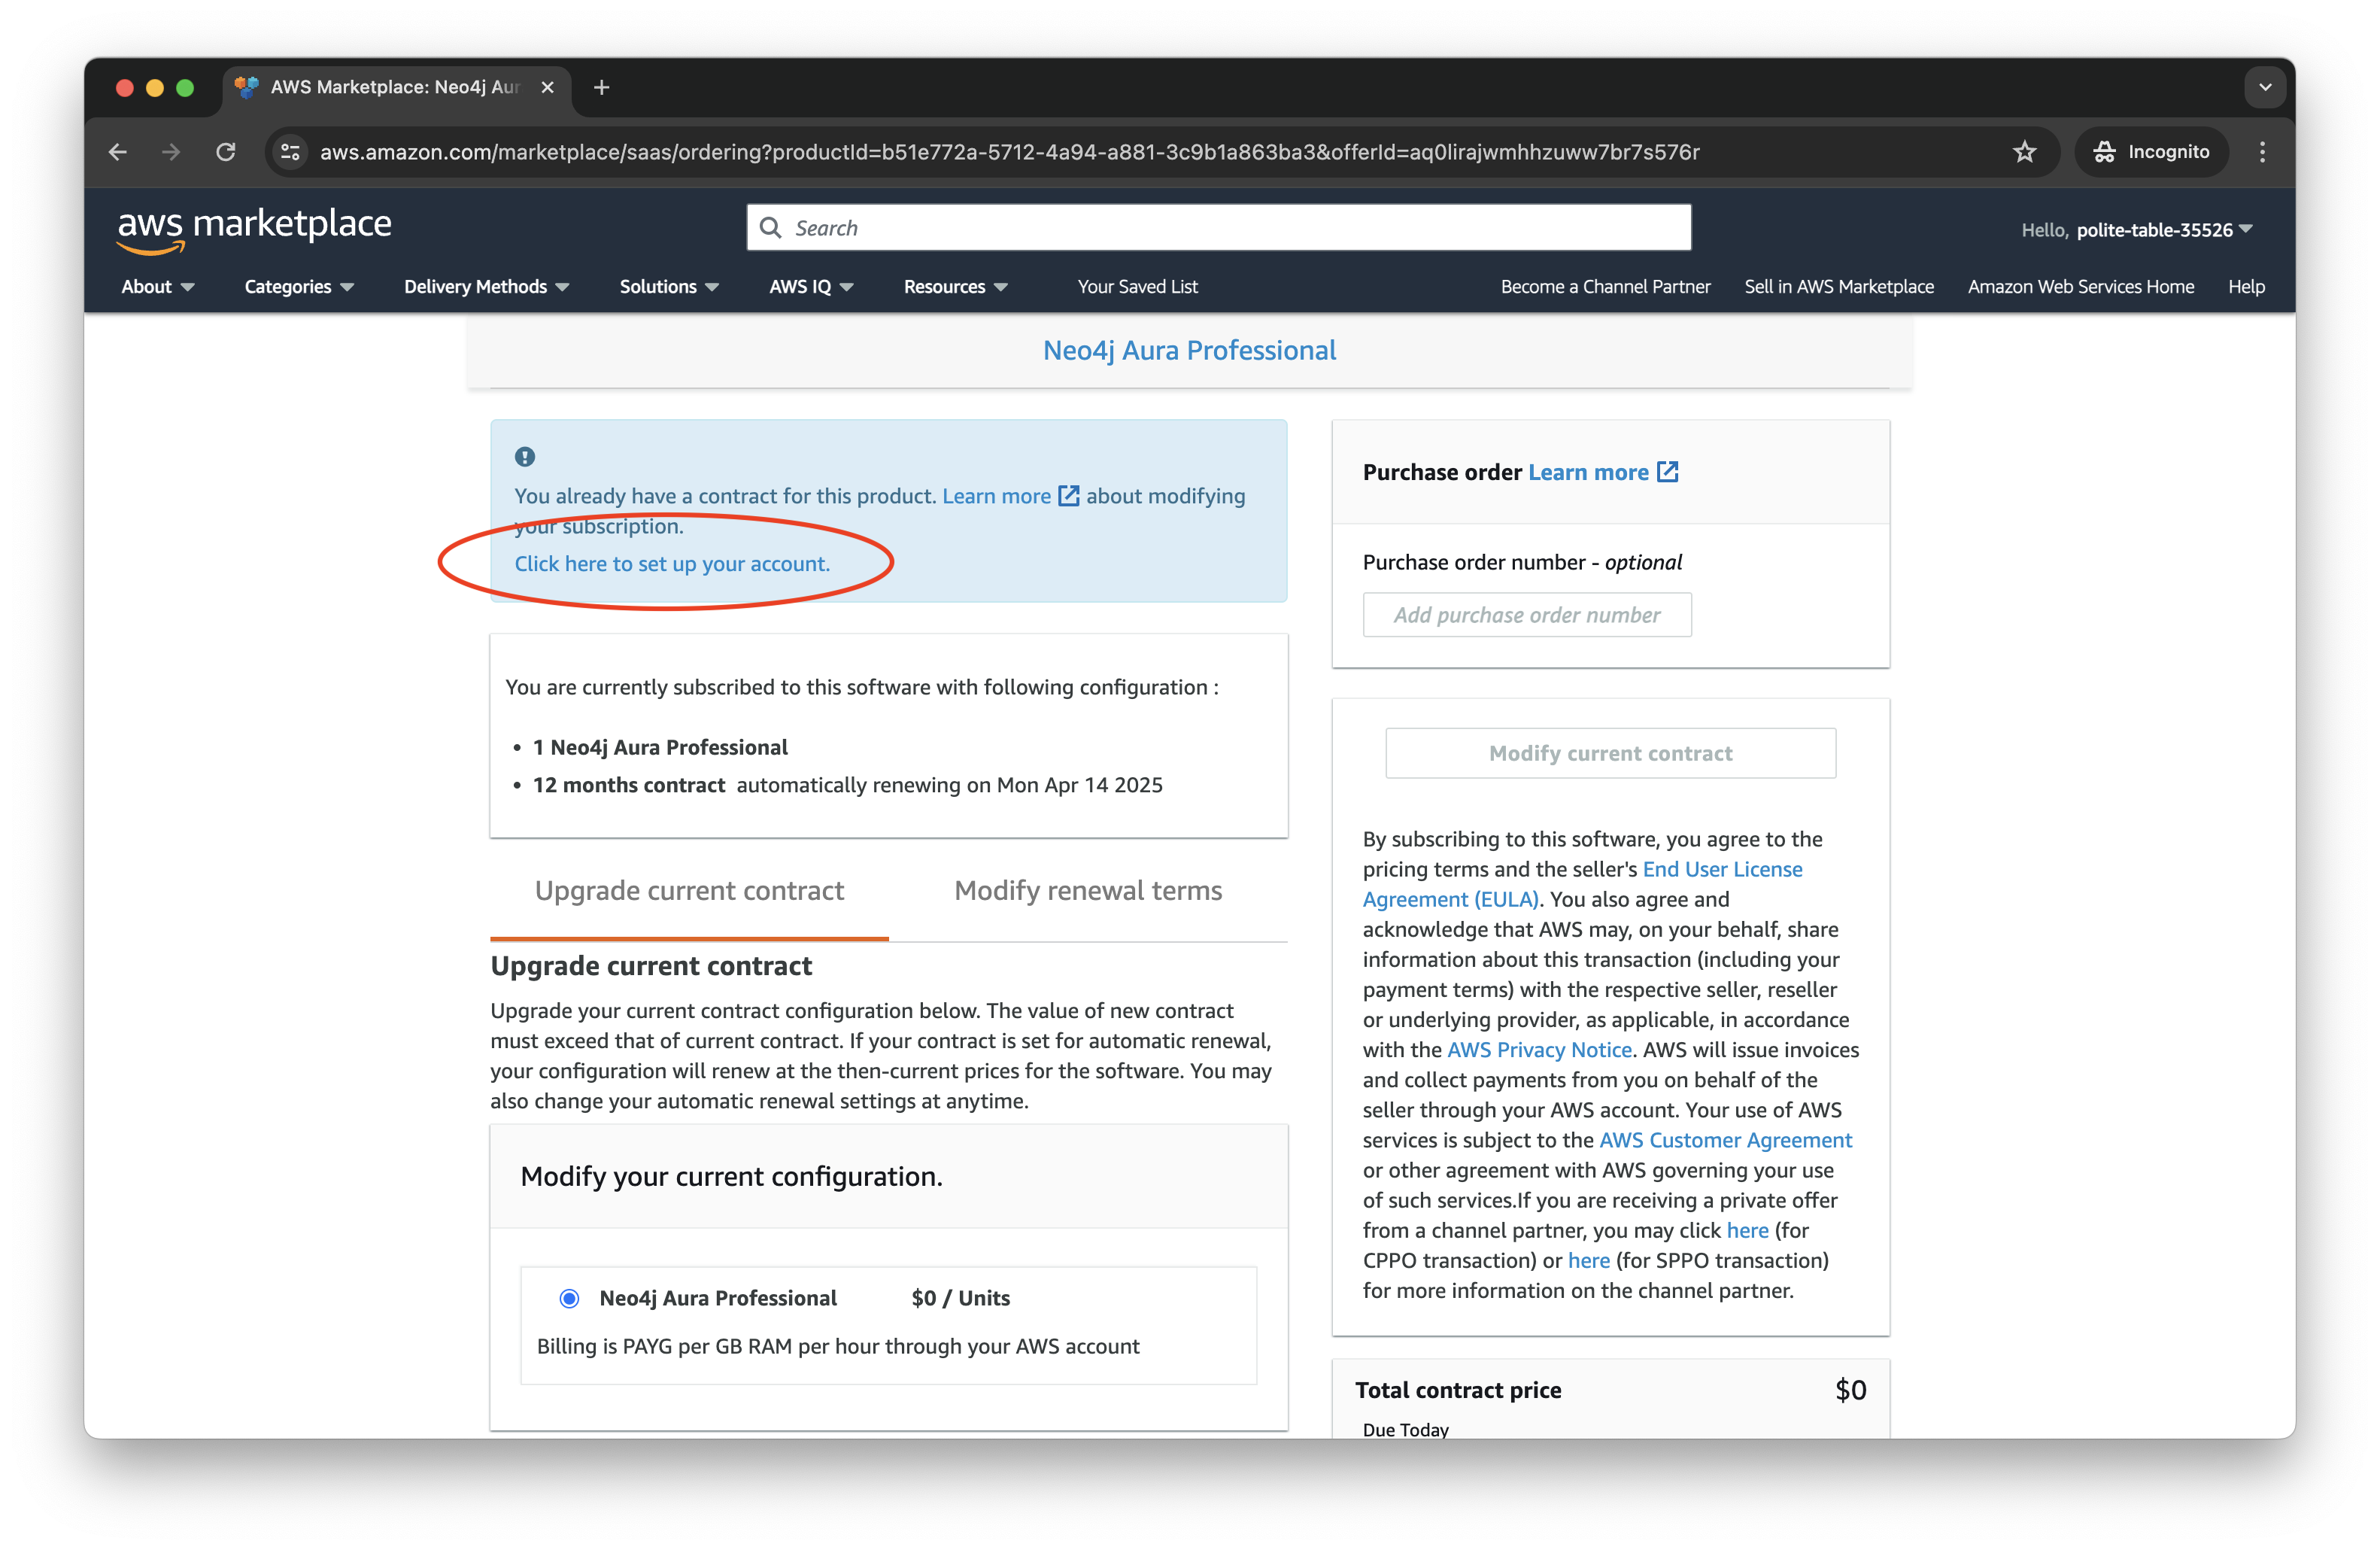 AWS Marketplace: Neo4j Aur
aws.amazon.com/marketplace/saas/ordering?productId=b51e772a-5712-4a94-a881-3c9b1a863ba3&offerId=aq0lirajwmhhzuww7br7s576r
Incognito
aws marketplace
Search
Hello, polite-table-35526
About
Categories
Delivery Methods
Solutions
AWS IQ
Resources
Your Saved List
Become a Channel Partner
Sell in AWS Marketplace
Amazon Web Services Home
Help
Neo4j Aura Professional
You already have a contract for this product. Learn more about modifying
your subscription.
Click here to set up your account.
You are currently subscribed to this software with following configuration :
• 1 Neo4j Aura Professional
• 12 months contract automatically renewing on Mon Apr 14 2025
Upgrade current contract
Modify renewal terms
Upgrade current contract
Upgrade your current contract configuration below. The value of new contract
must exceed that of current contract. If your contract is set for automatic renewal,
your configuration will renew at the then-current prices for the software. You may
also change your automatic renewal settings at anytime.
Modify your current configuration.
Neo4j Aura Professional $0 / Units
Billing is PAYG per GB RAM per hour through your AWS account
Purchase order Learn more
Purchase order number - optional
Add purchase order number
Modify current contract
By subscribing to this software, you agree to the
pricing terms and the seller's End User License
Agreement (EULA). You also agree and
acknowledge that AWS may, on your behalf, share
information about this transaction (including your
payment terms) with the respective seller, reseller
or underlying provider, as applicable, in accordance
with the AWS Privacy Notice. AWS will issue invoices
and collect payments from you on behalf of the
seller through your AWS account. Your use of AWS
services is subject to the AWS Customer Agreement
or other agreement with AWS governing your use
of such services.If you are receiving a private offer
from a channel partner, you may click here (for
CPPO transaction) or here (for SPPO transaction)
for more information on the channel partner.
Total contract price $0
Due Today